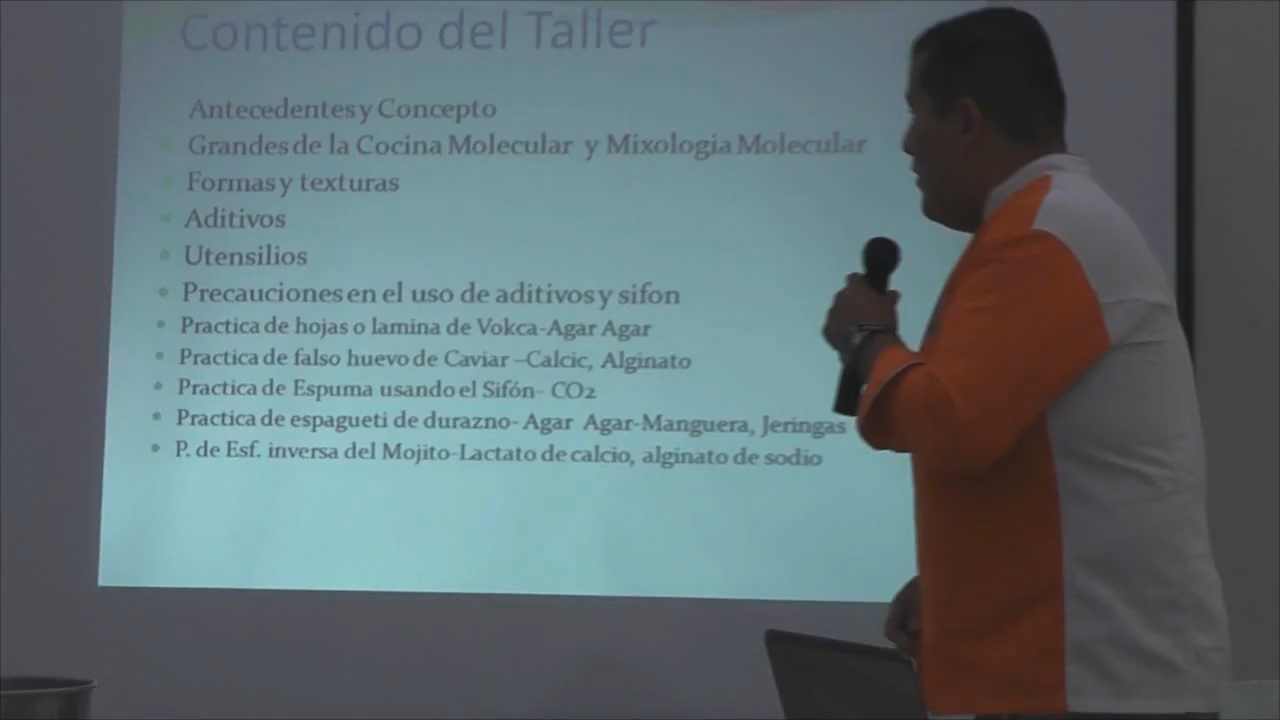 Contenido del Taller
Antecedentes y Concepto
Grandes de la Cocina Molecular y Mixología Molecular
Formas y texturas
Aditivos
Utensilios
Precauciones en el uso de aditivos y sifon
Practica de hojas o lamina de Vokca-Agar Agar
Practica de falso huevo de Caviar –Calcic, Alginato
Practica de Espuma usando el Sifón- CO2
Practica de espagueti de durazno- Agar Agar-Manguera, Jeringas
P. de Esf. inversa del Mojito-Lactato de calcio, alginato de sodio